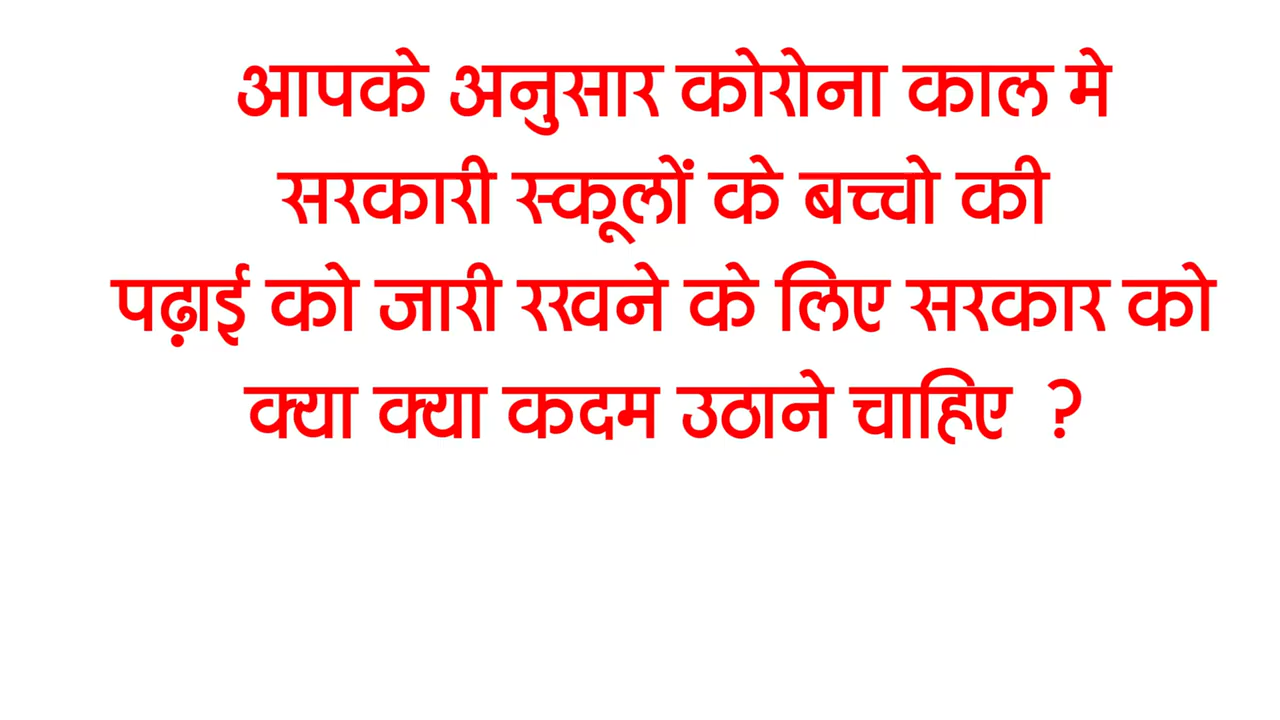 आपके अनुसार कोरोना काल मे
सरकारी स्कूलों के बच्चो की
पढ़ाई को जारी रखने के लिए सरकार को
क्या क्या कदम उठाने चाहिए ?